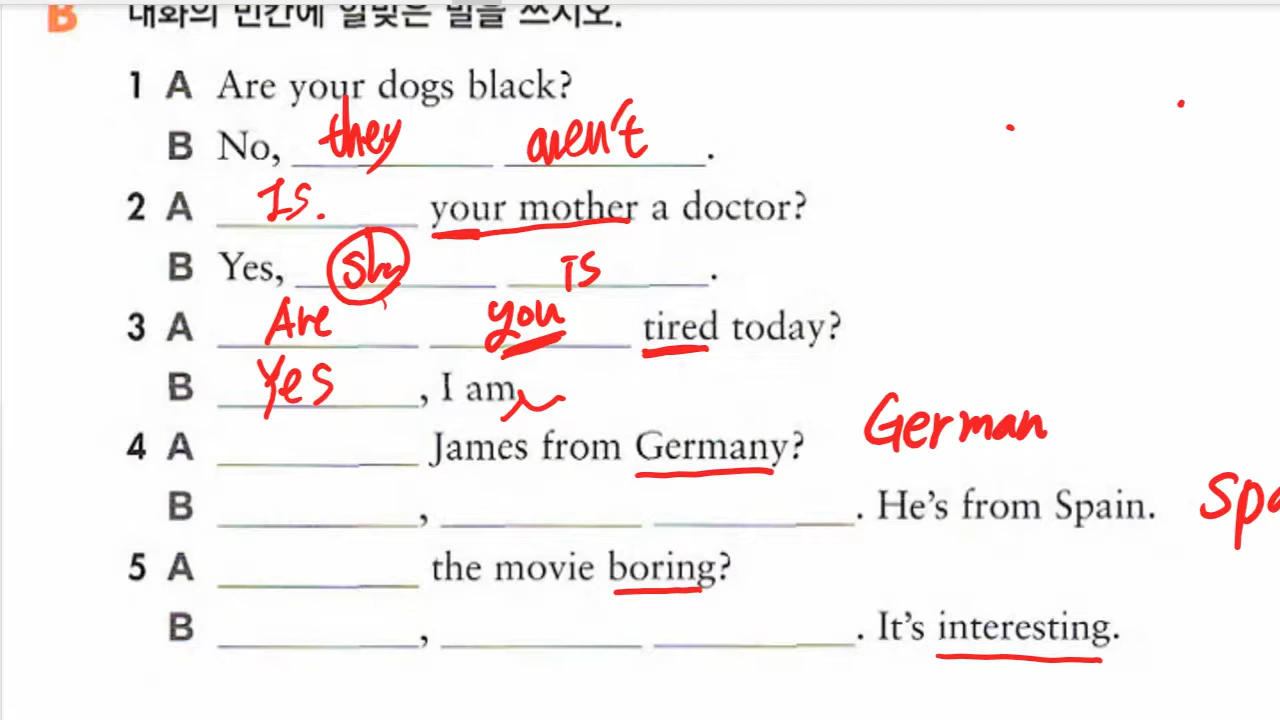 B 대화의 빈칸에 알맞은 말을 쓰시오.
1 A Are your dogs black?
B No, they aren't.
2 A Is. your mother a doctor?
B Yes, she is.
3 A Are you tired today?
B Yes, I am
4 A James from Germany? German
B , . He's from Spain. Spa
5 A the movie boring?
B , . It's interesting.